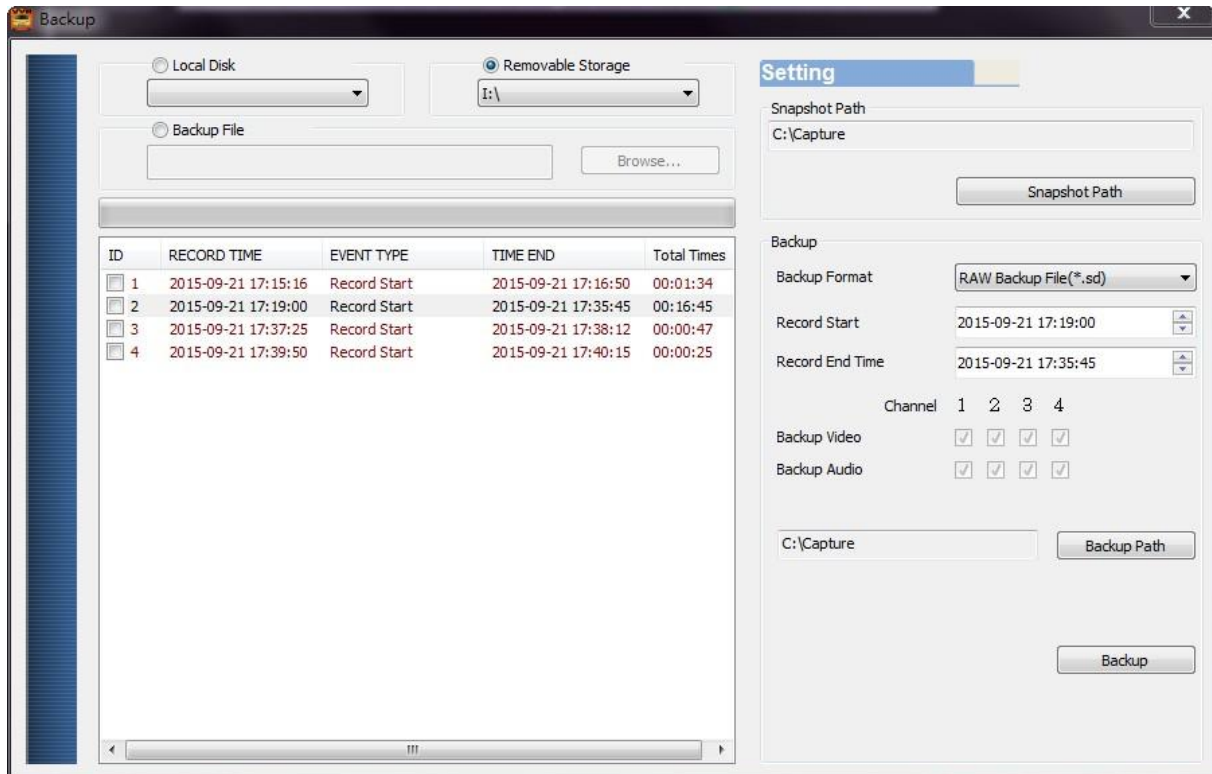 Backup
Local Disk
Removable Storage
I:\
Backup File
Browse...
ID RECORD TIME EVENT TYPE TIME END Total Times
1 2015-09-21 17:15:16 Record Start 2015-09-21 17:16:50 00:01:34
2 2015-09-21 17:19:00 Record Start 2015-09-21 17:35:45 00:16:45
3 2015-09-21 17:37:25 Record Start 2015-09-21 17:38:12 00:00:47
4 2015-09-21 17:39:50 Record Start 2015-09-21 17:40:15 00:00:25
Setting
Snapshot Path
C:\Capture
Snapshot Path
Backup
Backup Format RAW Backup File(*.sd)
Record Start 2015-09-21 17:19:00
Record End Time 2015-09-21 17:35:45
Channel 1 2 3 4
Backup Video
Backup Audio
C:\Capture Backup Path
Backup